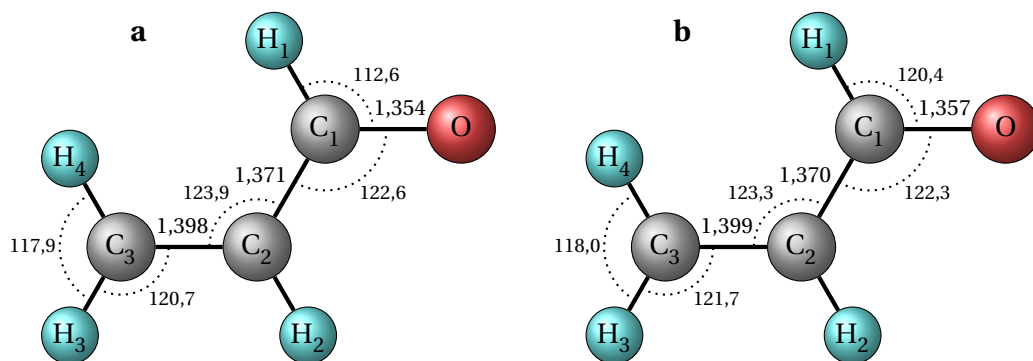 a
H1
112,6
1,354
C1
O
H4
123,9
1,371
122,6
117,9
1,398
C3
C2
120,7
H3
H2
b
H1
120,4
1,357
C1
O
H4
123,3
1,370
122,3
118,0
1,399
C3
C2
121,7
H3
H2